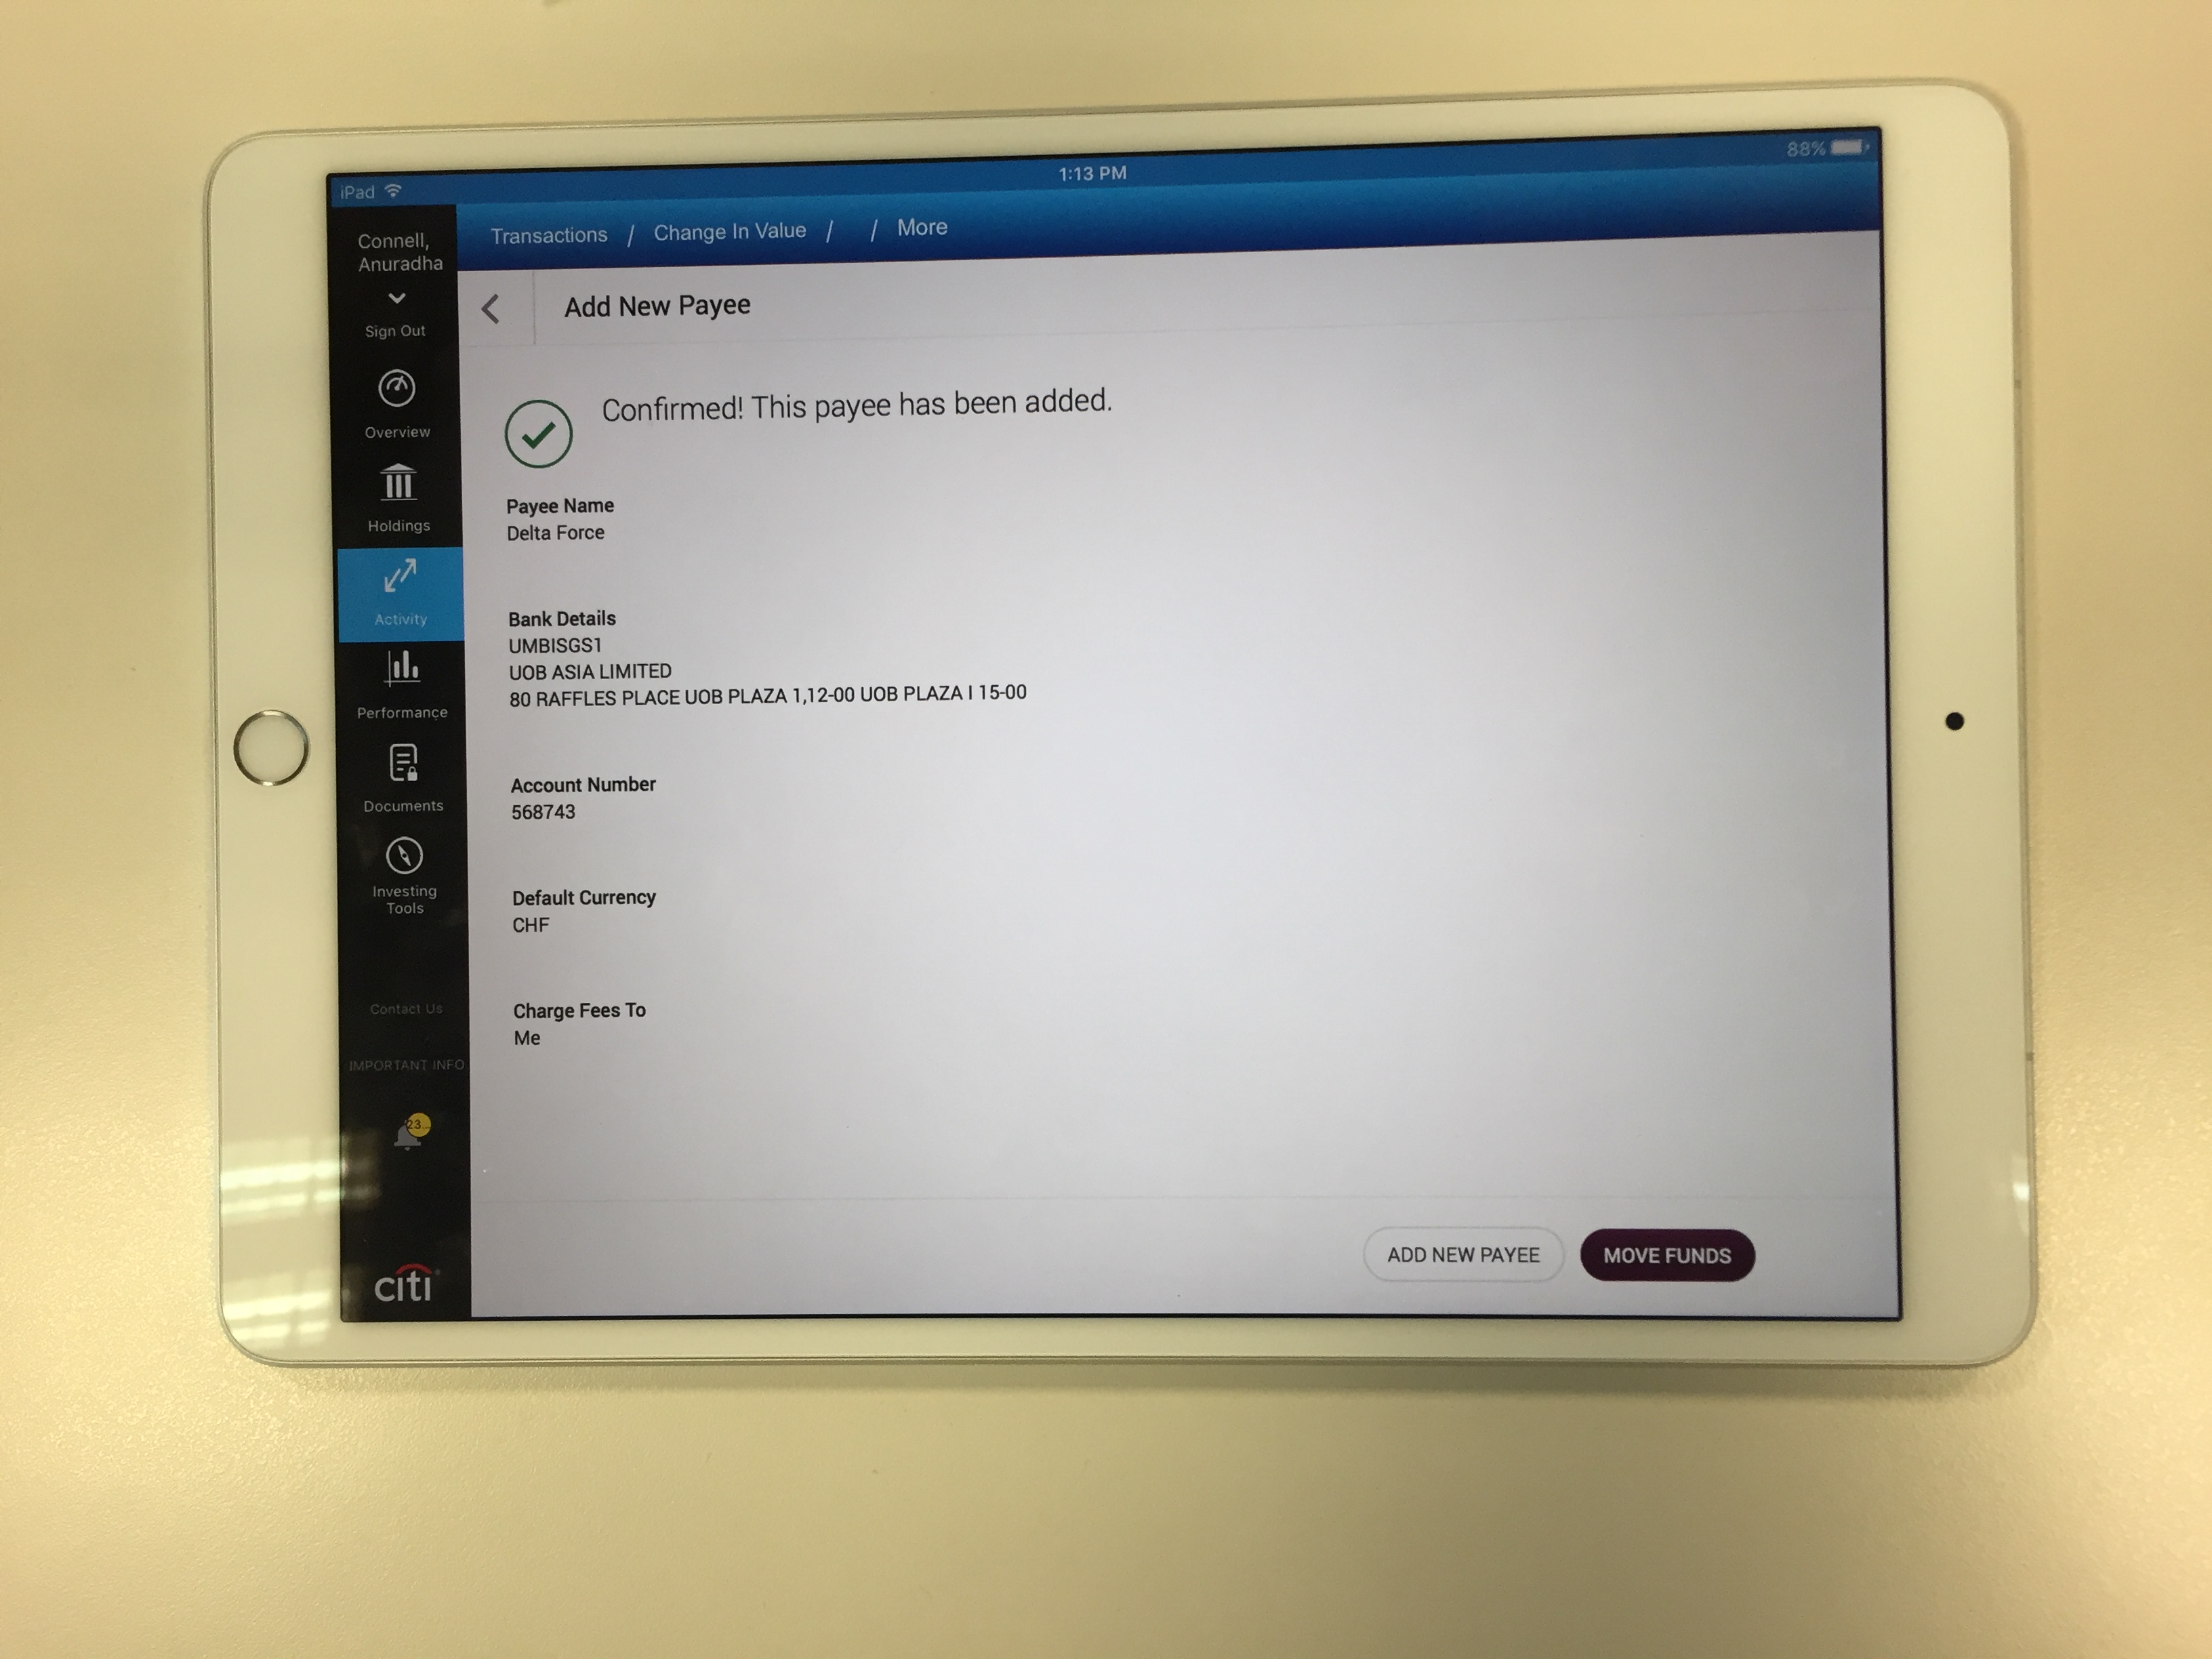 iPad
1:13 PM
88%
Connell,
Anuradha
Sign Out
Overview
Holdings
Activity
Performance
Documents
Investing
Tools
Contact Us
IMPORTANT INFO
23
citi
Transactions / Change In Value / / More
Add New Payee
Confirmed! This payee has been added.
Payee Name
Delta Force
Bank Details
UMBISGS1
UOB ASIA LIMITED
80 RAFFLES PLACE UOB PLAZA 1,12-00 UOB PLAZA I 15-00
Account Number
568743
Default Currency
CHF
Charge Fees To
Me
ADD NEW PAYEE
MOVE FUNDS